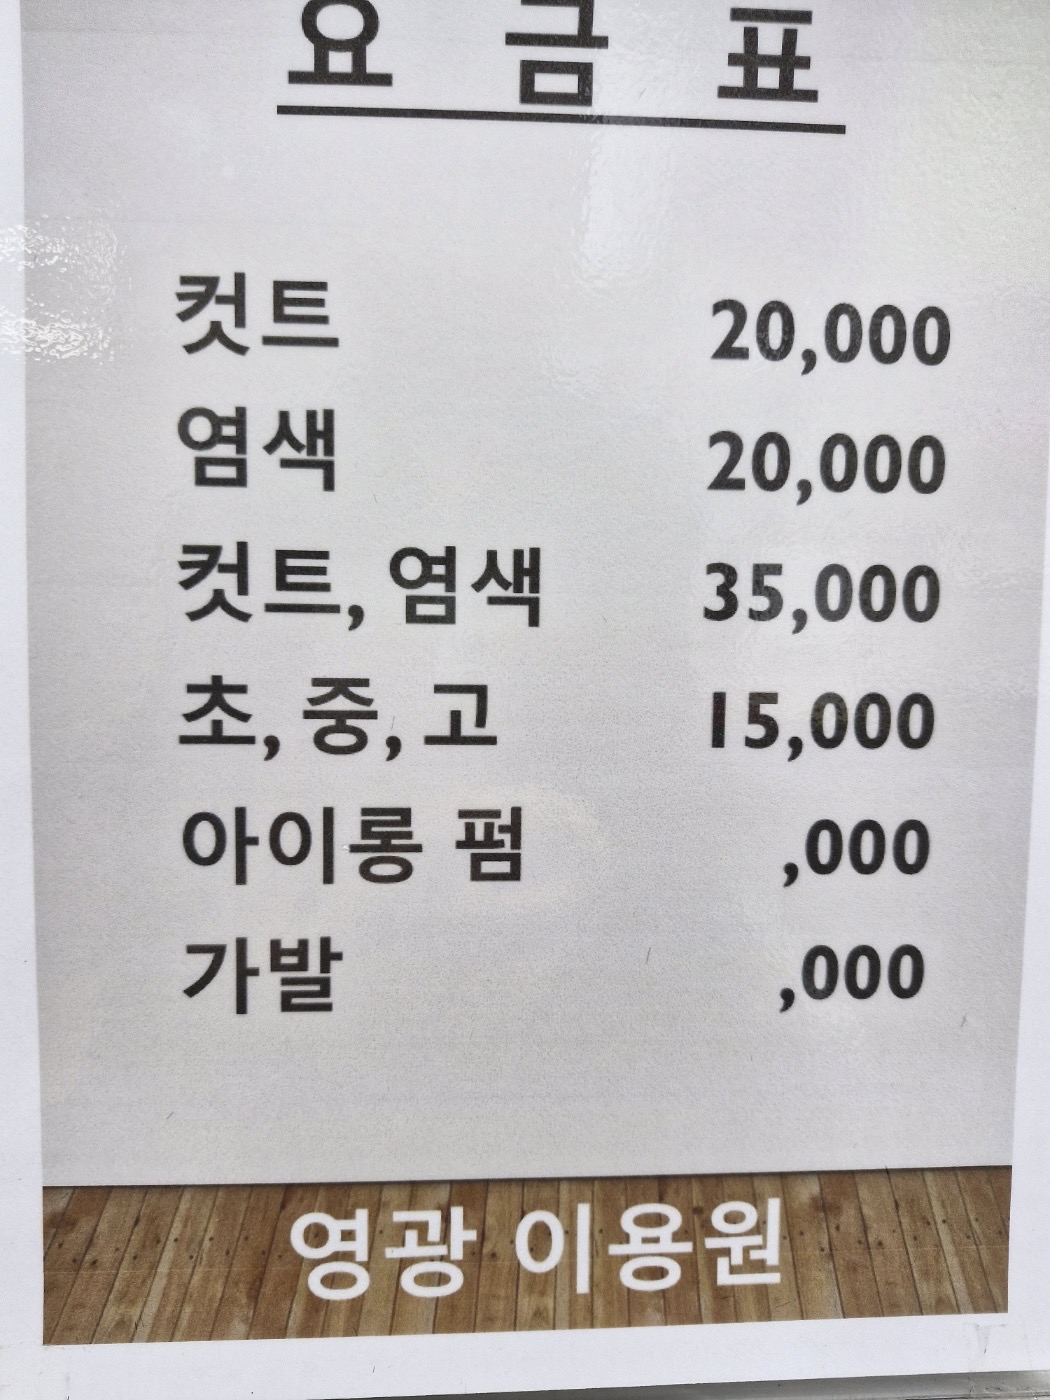 요 금 표
컷트 20,000
염색 20,000
컷트, 염색 35,000
초, 중, 고 15,000
아이롱 펌 ,000
가발 ,000
영광 이용원